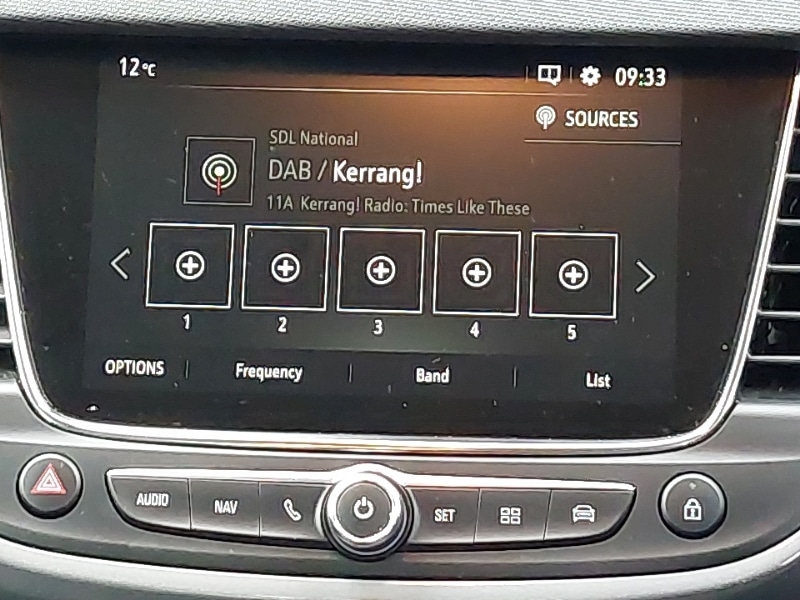 12°C 09:33
SOURCES
SDL National
DAB / Kerrang!
11A Kerrang! Radio: Times Like These
1 2 3 4 5
OPTIONS Frequency Band List
AUDIO NAV SET